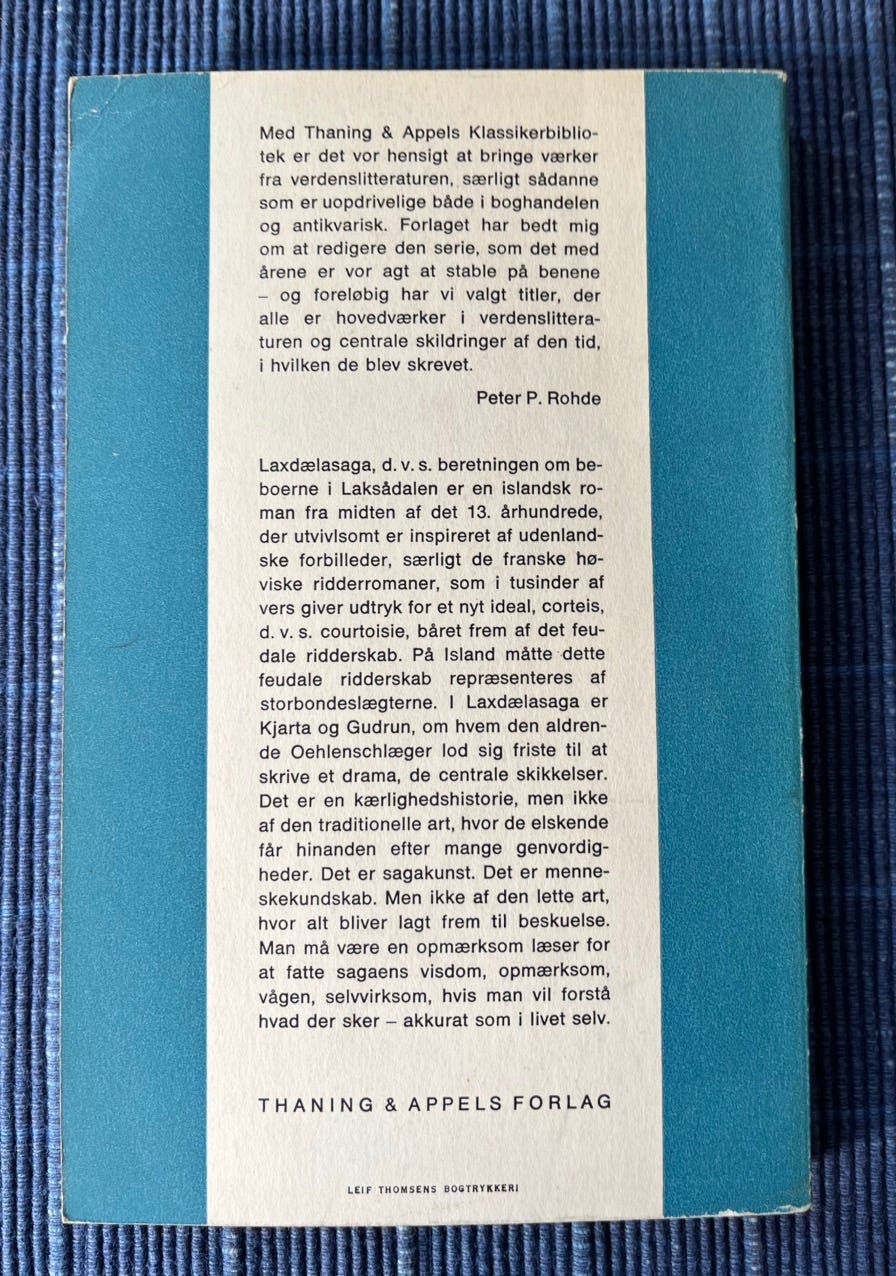 Med Thaning & Appels Klassikerbiblio-
tek er det vor hensigt at bringe værker
fra verdenslitteraturen, særligt sådanne
som er uopdrivelige både i boghandelen
og antikvarisk. Forlaget har bedt mig
om at redigere den serie, som det med
årene er vor agt at stable på benene
– og foreløbig har vi valgt titler, der
alle er hovedværker i verdenslittera-
turen og centrale skildringer af den tid,
i hvilken de blev skrevet.
Peter P. Rohde
Laxdælasaga, d. v. s. beretningen om be-
boerne i Laksådalen er en islandsk ro-
man fra midten af det 13. århundrede,
der utvivlsomt er inspireret af udenland-
ske forbilleder, særligt de franske hø-
viske ridderromaner, som i tusinder af
vers giver udtryk for et nyt ideal, corteis,
d. v. s. courtoisie, båret frem af det feu-
dale ridderskab. På Island måtte dette
feudale ridderskab repræsenteres af
storbondeslægterne. I Laxdælasaga er
Kjarta og Gudrun, om hvem den aldren-
de Oehlenschlæger lod sig friste til at
skrive et drama, de centrale skikkelser.
Det er en kærlighedshistorie, men ikke
af den traditionelle art, hvor de elskende
får hinanden efter mange genvordig-
heder. Det er sagakunst. Det er menne-
skekundskab. Men ikke af den lette art,
hvor alt bliver lagt frem til beskuelse.
Man må være en opmærksom læser for
at fatte sagaens visdom, opmærksom,
vågen, selvvirksom, hvis man vil forstå
hvad der sker – akkurat som i livet selv.
THANING & APPELS FORLAG
LEIF THOMSENS BOGTRYKKERI